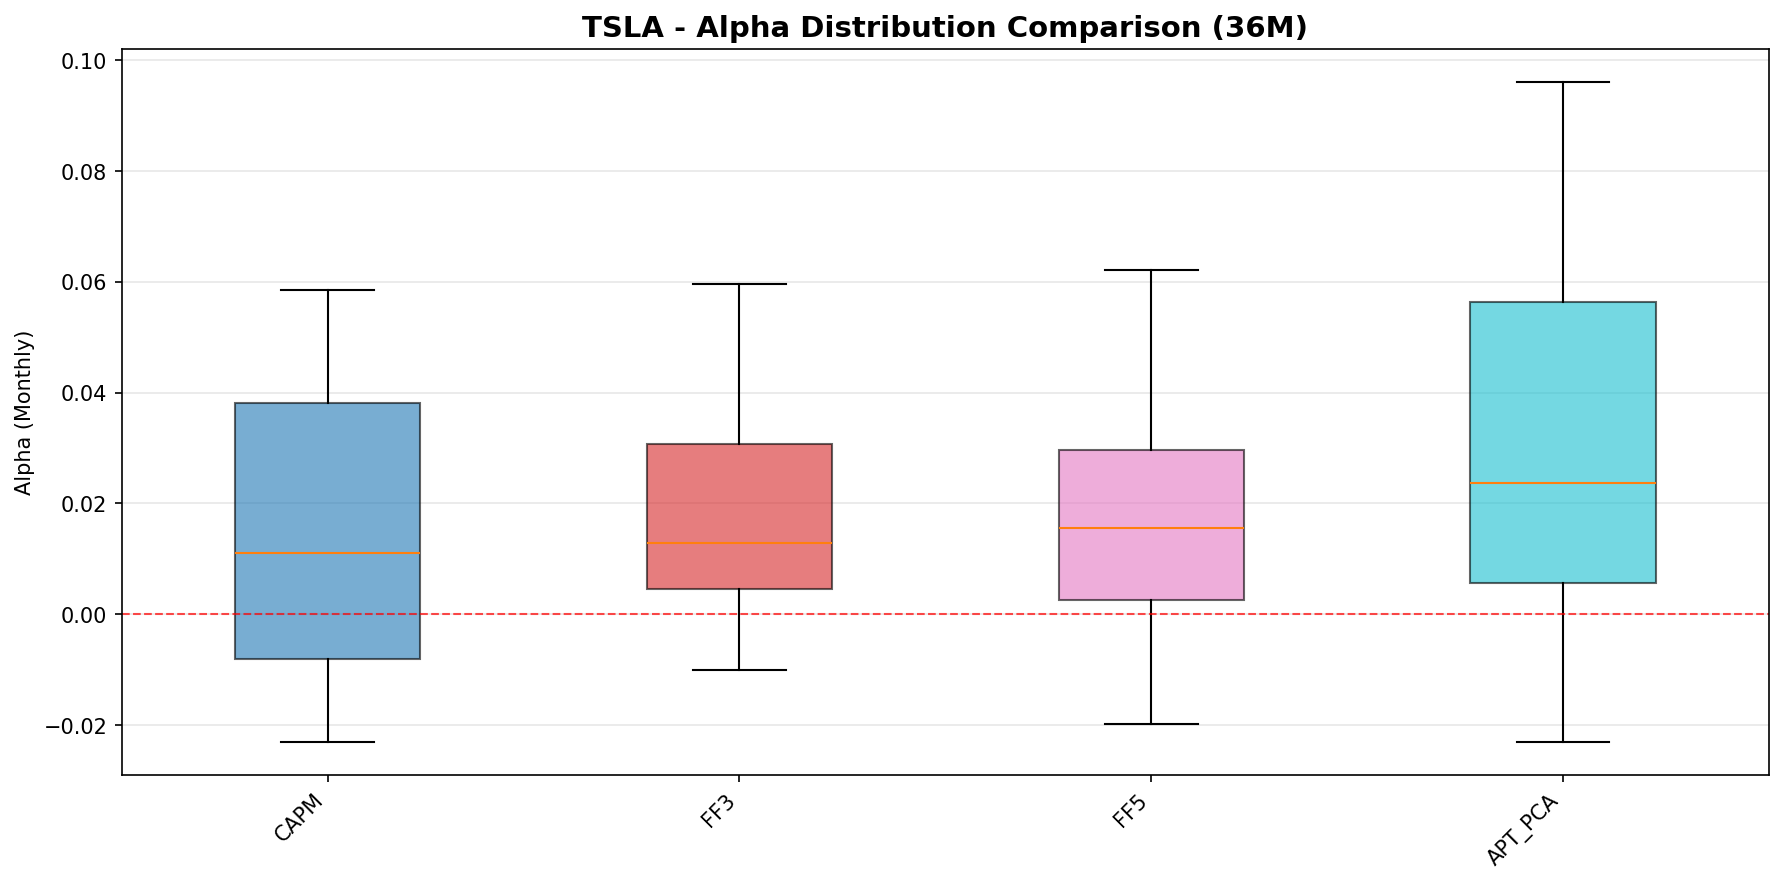 TSLA - Alpha Distribution Comparison (36M)
Alpha (Monthly)
0.10
0.08
0.06
0.04
0.02
0.00
−0.02
CAPM
FF3
FF5
APT_PCA